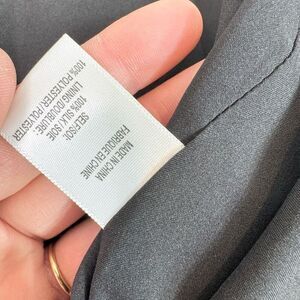 SELF/SOI:
100% SILK/SOIE
LINING /DOUBLURE:
100% POLYESTER / POLYESTER
MADE IN CHINA
FABRIQUE EN CHINE